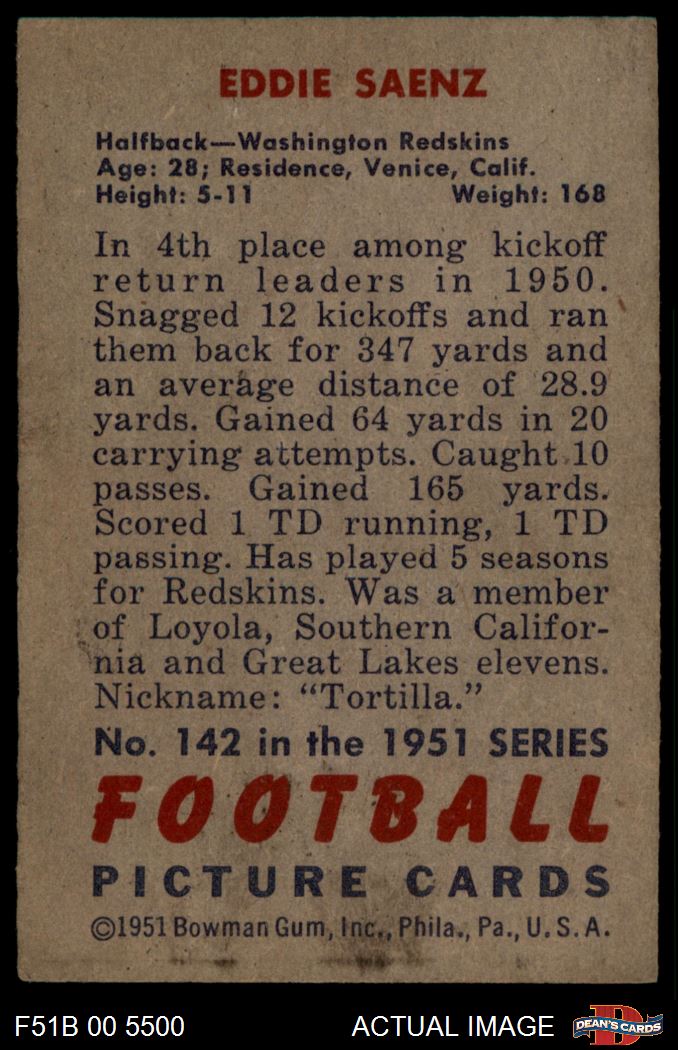 EDDIE SAENZ
Halfback—Washington Redskins
Age: 28; Residence, Venice, Calif.
Height: 5-11 Weight: 168
In 4th place among kickoff
return leaders in 1950.
Snagged 12 kickoffs and ran
them back for 347 yards and
an average distance of 28.9
yards. Gained 64 yards in 20
carrying attempts. Caught 10
passes. Gained 165 yards.
Scored 1 TD running, 1 TD
passing. Has played 5 seasons
for Redskins. Was a member
of Loyola, Southern Califor-
nia and Great Lakes elevens.
Nickname: “Tortilla.”
No. 142 in the 1951 SERIES
FOOTBALL
PICTURE CARDS
©1951 Bowman Gum, Inc., Phila., Pa., U.S.A.
F51B 00 5500 ACTUAL IMAGE
D
DEAN'S CARDS